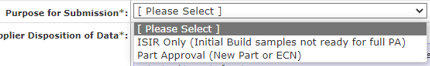 Purpose for Submission*: [ Please Select ]
[ Please Select ]
ISIR Only (Initial Build samples not ready for full PA)
plier Disposition of Data*:
Part Approval (New Part or ECN)